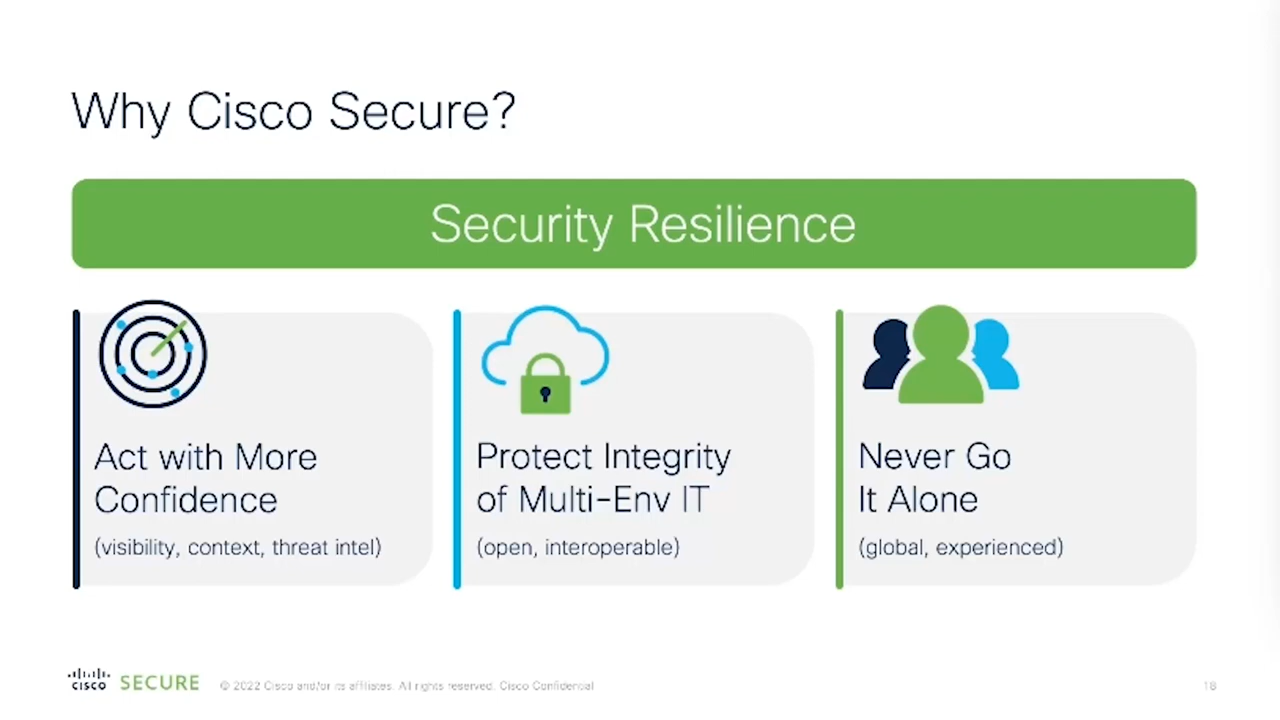 Why Cisco Secure?
Security Resilience
Act with More
Confidence
(visibility, context, threat intel)
Protect Integrity
of Multi-Env IT
(open, interoperable)
Never Go
It Alone
(global, experienced)
CISCO SECURE
© 2022 Cisco and/or its affiliates. All rights reserved. Cisco Confidential
18